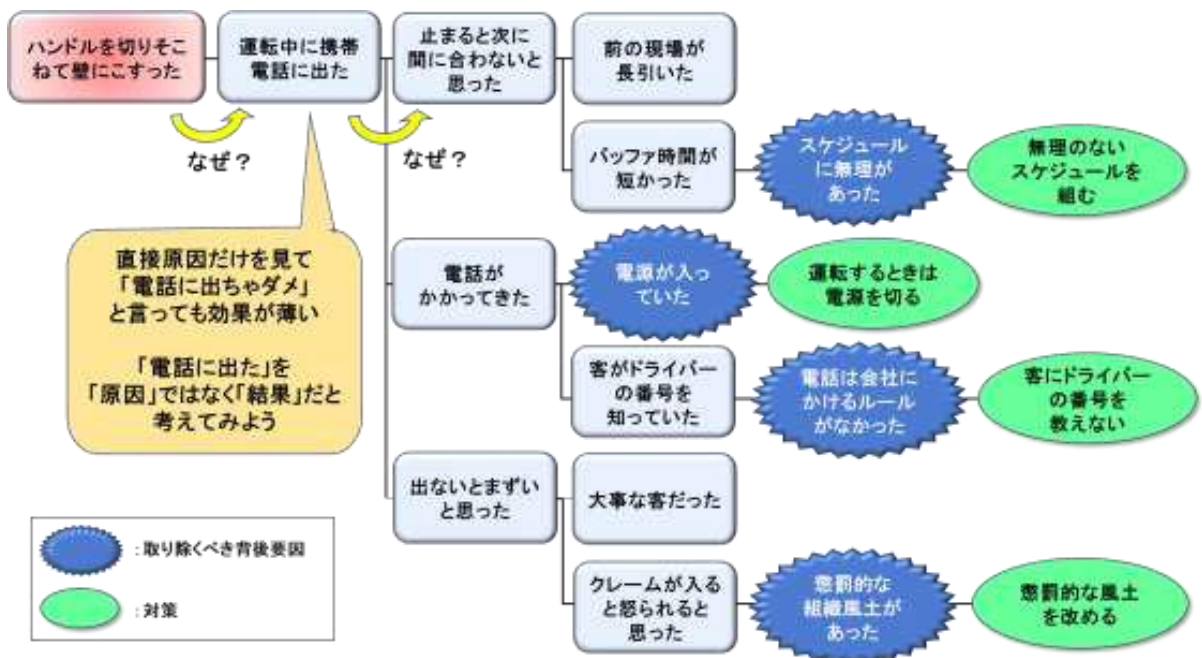 ハンドルを切りそこ
ねて壁にこすった
運転中に携帯
電話に出た
止まると次に
間に合わないと
思った
前の現場が
長引いた
なぜ？
なぜ？
バッファ時間が
短かった
スケジュール
に無理が
あった
無理のない
スケジュールを
組む
直接原因だけを見て
「電話に出ちゃダメ」
と言っても効果が薄い
「電話に出た」を
「原因」ではなく「結果」だと
考えてみよう
電話が
かかってきた
電源が入っ
ていた
運転するときは
電源を切る
客がドライバー
の番号を
知っていた
電話は会社に
かけるルール
がなかった
客にドライバー
の番号を
教えない
出ないとまずい
と思った
大事な客だった
クレームが入る
と怒られると
思った
懲罰的な
組織風土が
あった
懲罰的な風土
を改める
：取り除くべき背後要因
：対策